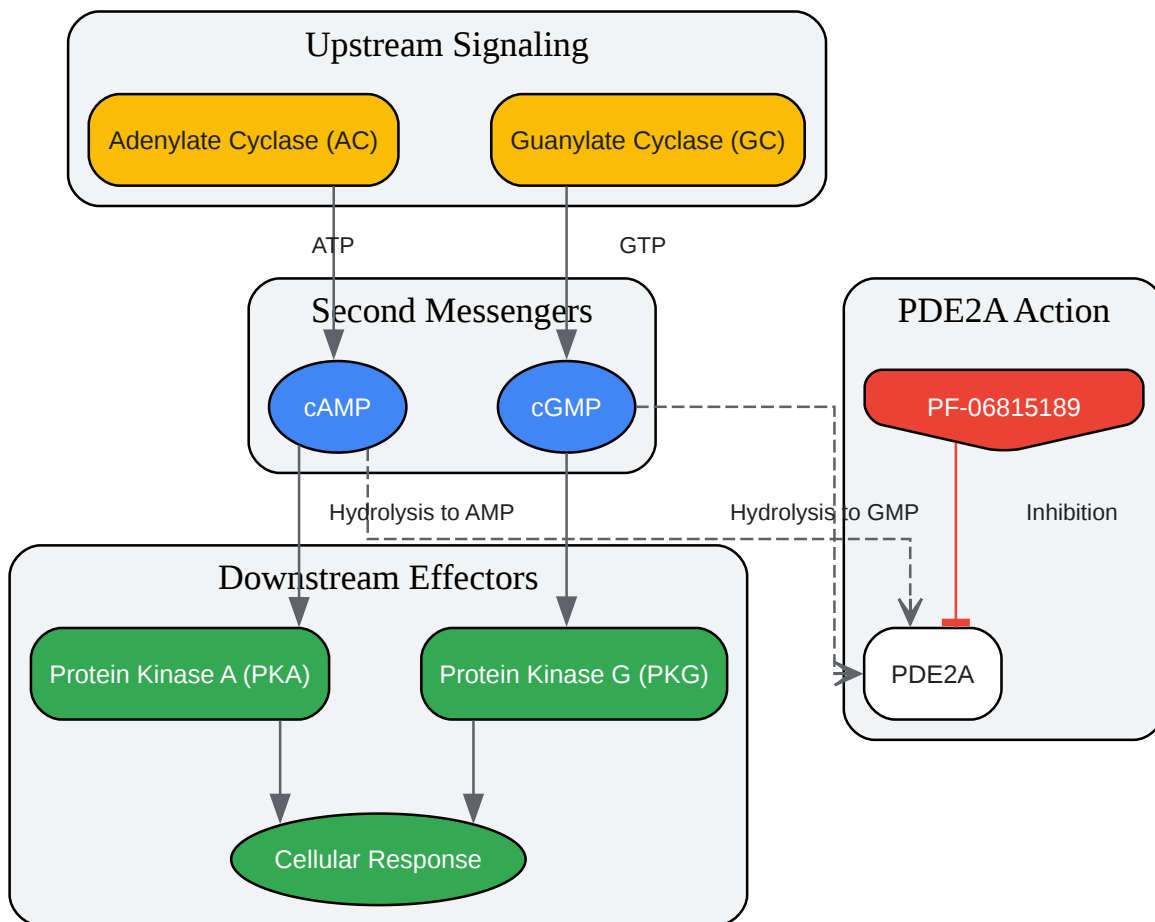 Upstream Signaling
Adenylate Cyclase (AC)
Guanylate Cyclase (GC)
ATP
GTP
Second Messengers
PDE2A Action
cAMP
cGMP
PF-06815189
Hydrolysis to AMP
Hydrolysis to GMP
Inhibition
Downstream Effectors
Protein Kinase A (PKA)
Protein Kinase G (PKG)
PDE2A
Cellular Response